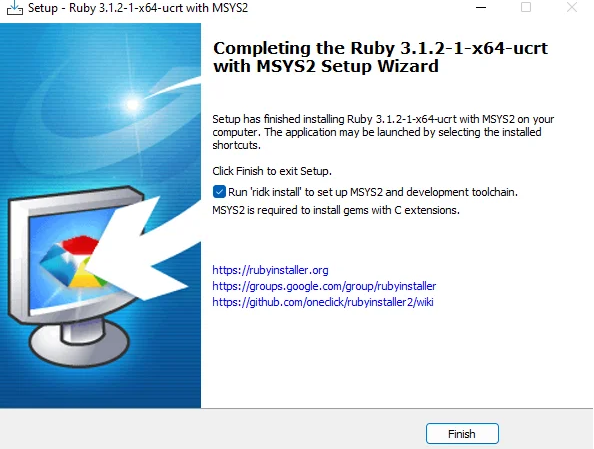 Setup - Ruby 3.1.2-1-x64-ucrt with MSYS2
Completing the Ruby 3.1.2-1-x64-ucrt
with MSYS2 Setup Wizard
Setup has finished installing Ruby 3.1.2-1-x64-ucrt with MSYS2 on your
computer. The application may be launched by selecting the installed
shortcuts.
Click Finish to exit Setup.
Run 'ridk install' to set up MSYS2 and development toolchain.
MSYS2 is required to install gems with C extensions.
https://rubyinstaller.org
https://groups.google.com/group/rubyinstaller
https://github.com/oneclick/rubyinstaller2/wiki
Finish